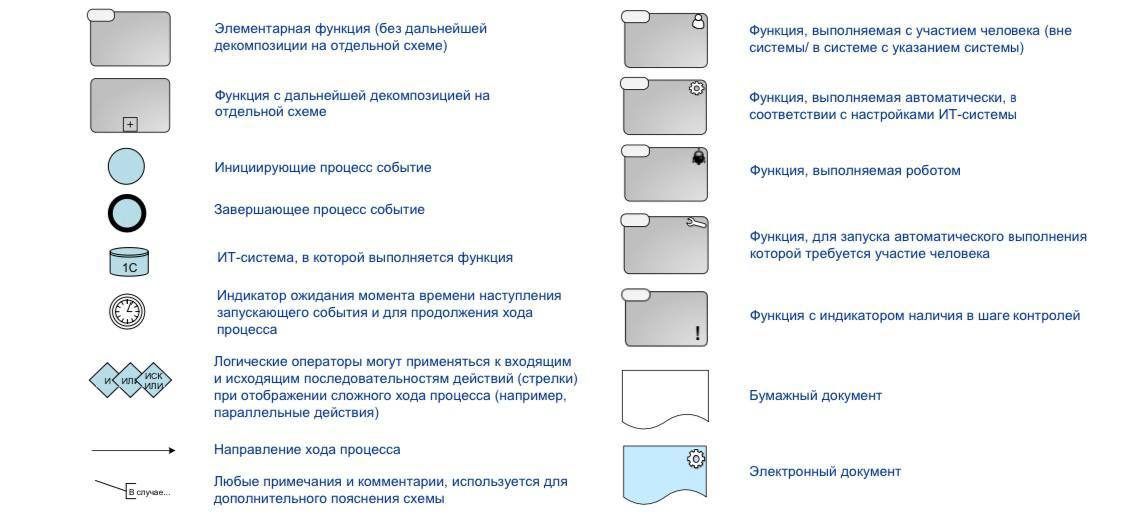 Элементарная функция (без дальнейшей
декомпозиции на отдельной схеме)
+
Функция с дальнейшей декомпозицией на
отдельной схеме
Инициирующие процесс событие
Завершающее процесс событие
1С
ИТ-система, в которой выполняется функция
Индикатор ожидания момента времени наступления
запускающего события и для продолжения хода
процесса
И
ИЛИ
ИСК
ИЛИ
Логические операторы могут применяться к входящим
и исходящим последовательностям действий (стрелки)
при отображении сложного хода процесса (например,
параллельные действия)
Направление хода процесса
В случае...
Любые примечания и комментарии, используется для
дополнительного пояснения схемы
Функция, выполняемая с участием человека (вне
системы/ в системе с указанием системы)
Функция, выполняемая автоматически, в
соответствии с настройками ИТ-системы
Функция, выполняемая роботом
Функция, для запуска автоматического выполнения
которой требуется участие человека
!
Функция с индикатором наличия в шаге контролей
Бумажный документ
Электронный документ